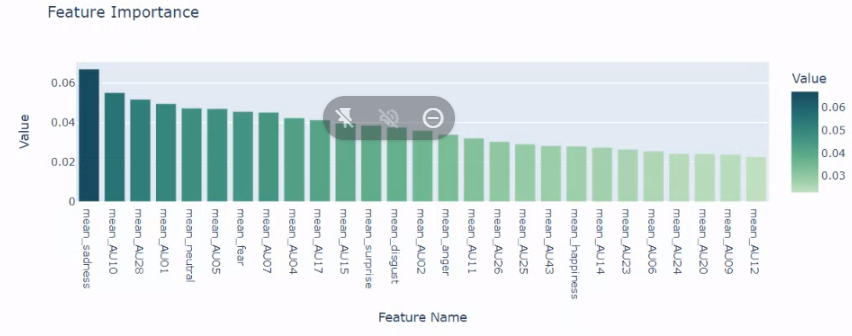 Feature Importance
Value
0.06
0.04
0.02
0
mean_sadness
mean_AU10
mean_AU28
mean_AU01
mean_neutral
mean_AU05
mean_fear
mean_AU07
mean_AU04
mean_AU17
mean_AU15
mean_surprise
mean_disgust
mean_AU02
mean_anger
mean_AU11
mean_AU26
mean_AU25
mean_AU43
mean_happiness
mean_AU14
mean_AU23
mean_AU06
mean_AU24
mean_AU20
mean_AU09
mean_AU12
Feature Name
Value
0.06
0.05
0.04
0.03